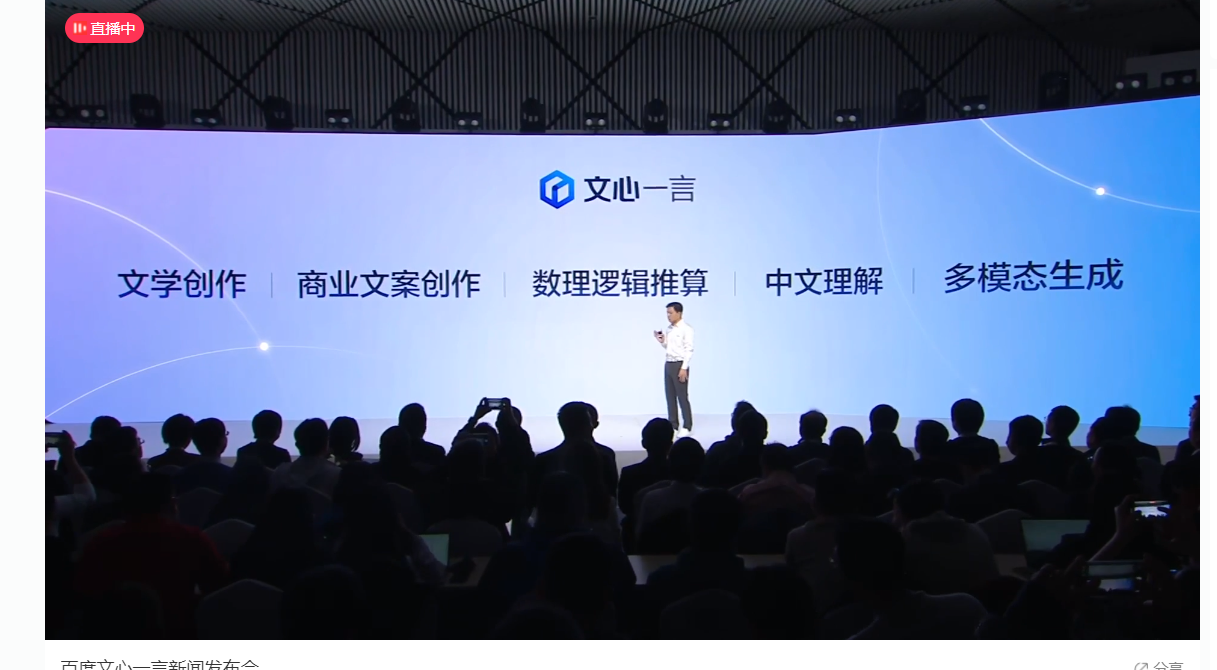 直播中
文心一言
文学创作 | 商业文案创作 | 数理逻辑推算 | 中文理解 | 多模态生成
百度文心一言新闻发布会
分享